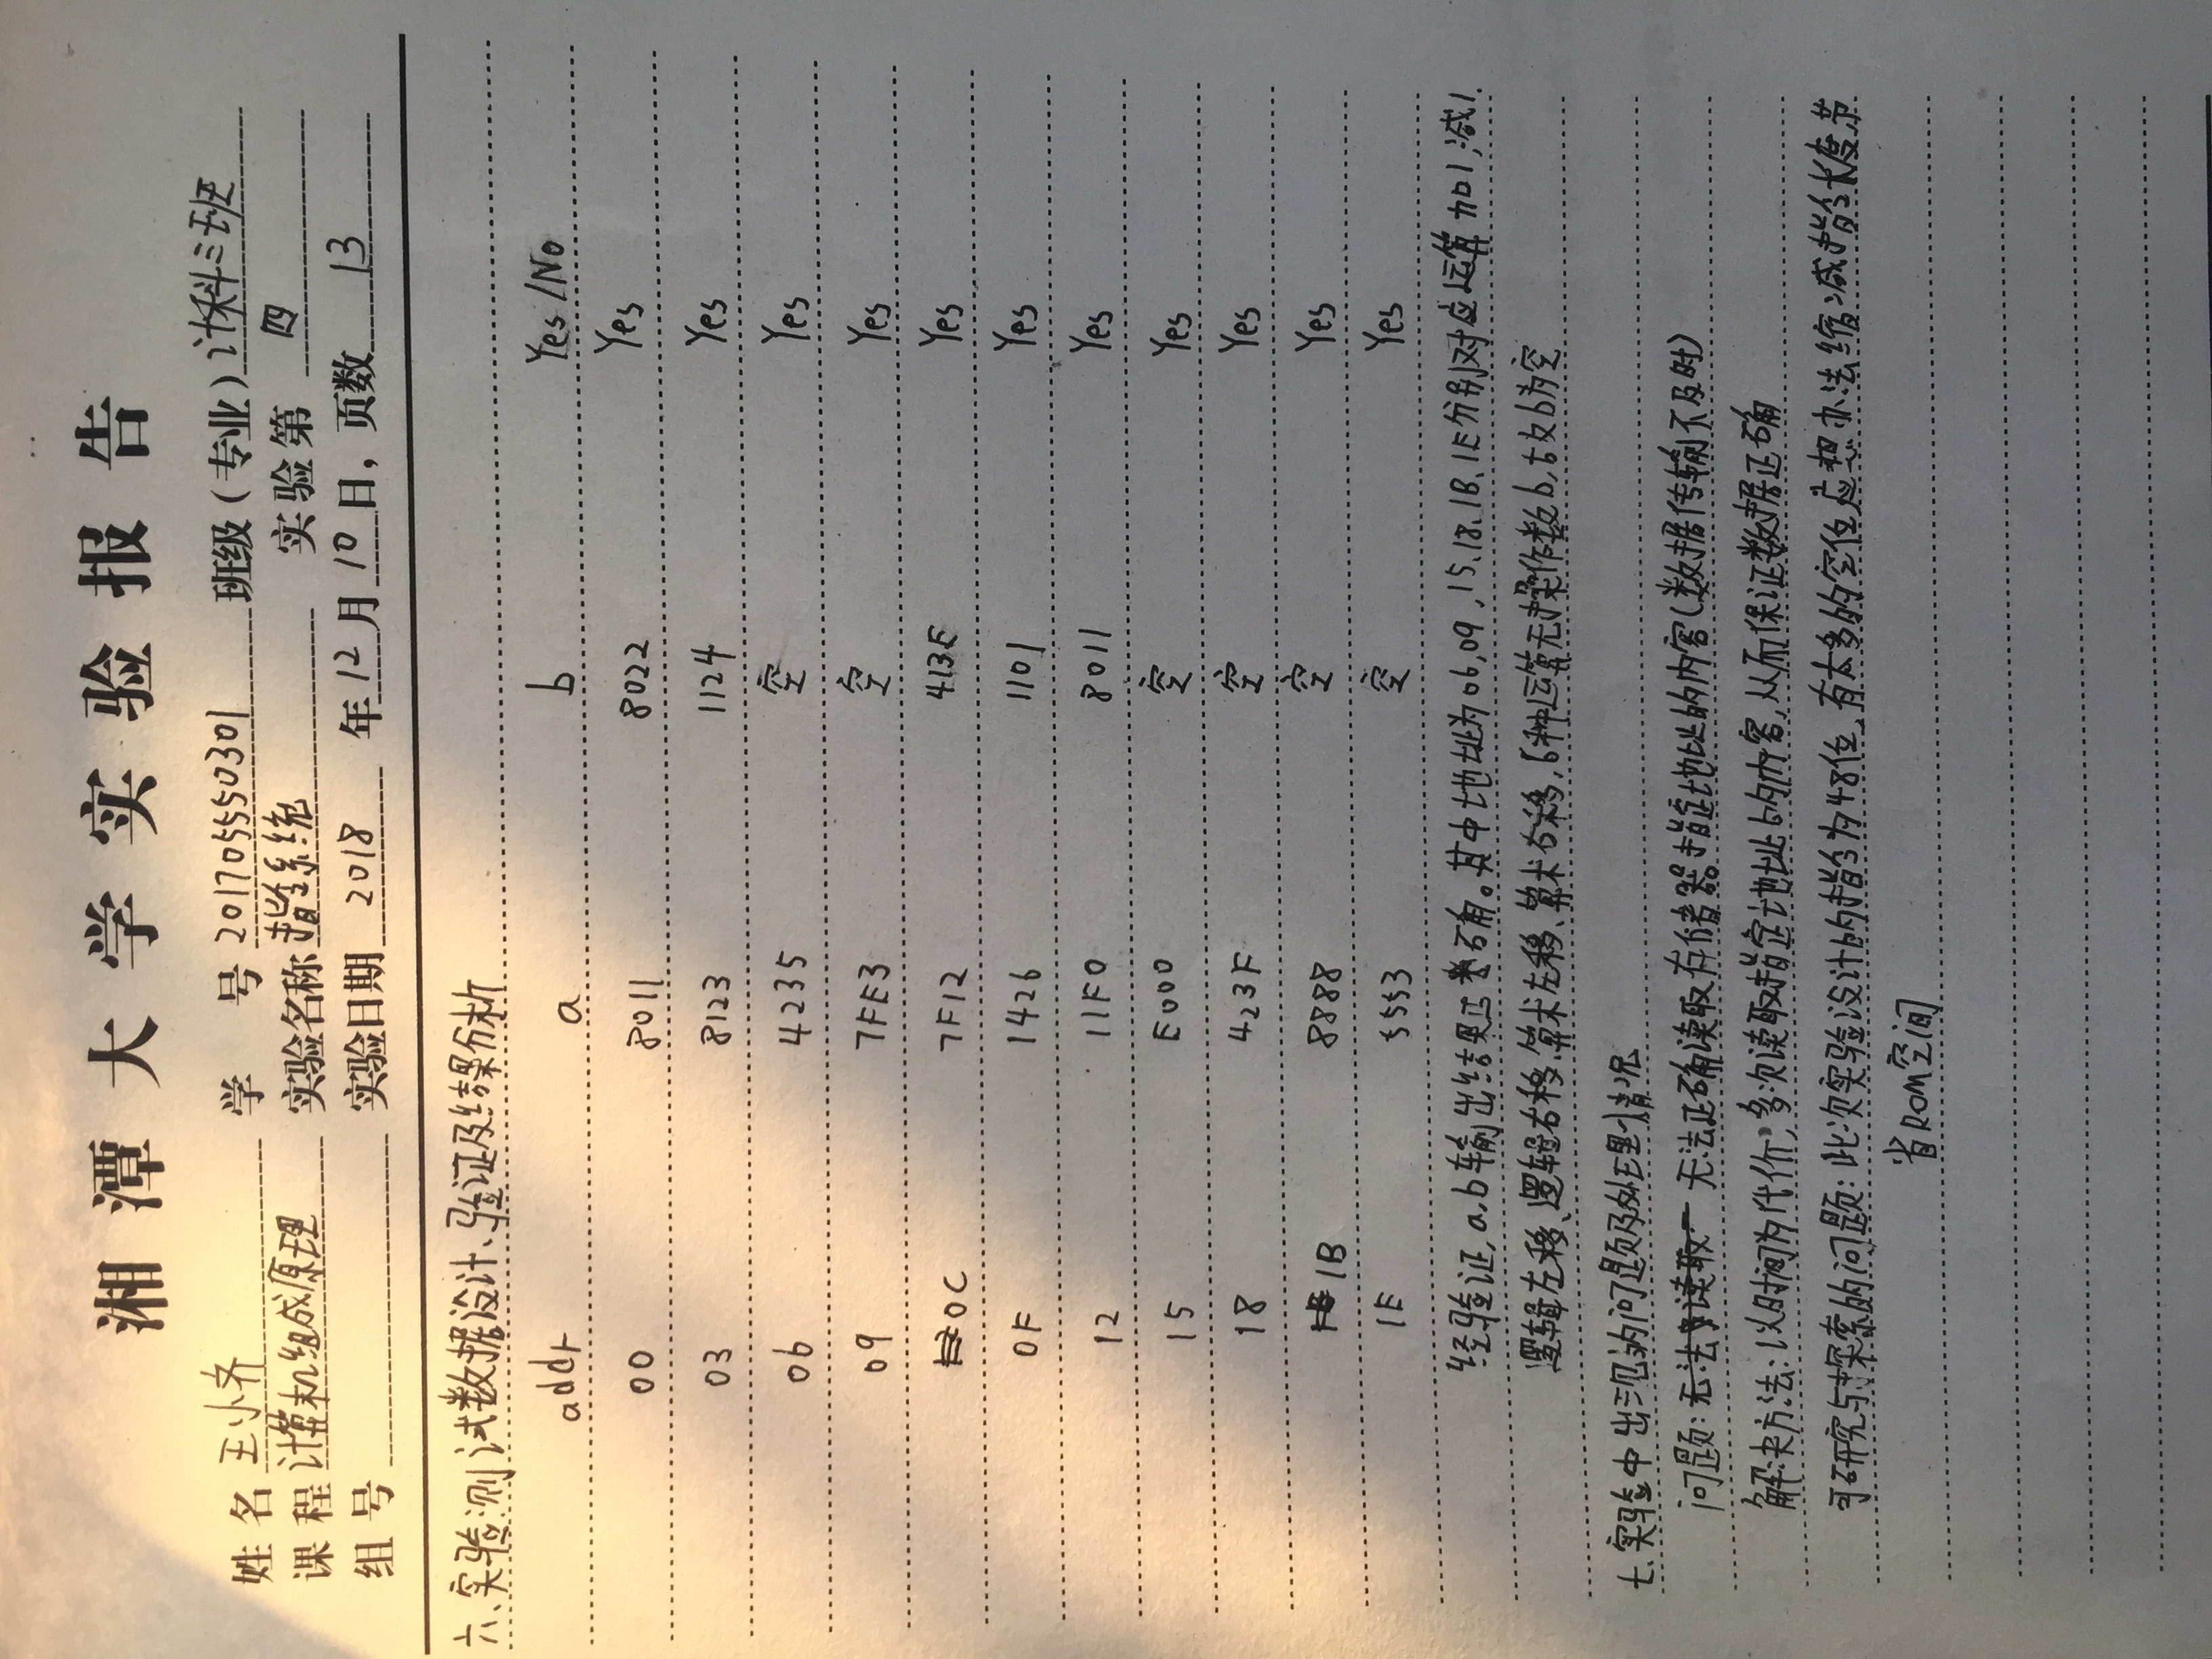 湘潭大学实验报告
姓名 王小齐 学号 201705550301 班级（专业）计科三班
课程 计算机组成原理 实验名称 指令系统 实验第 四
组号 实验日期 2018 年 12 月 10 日，页数 13
六、实验测试数据设计、验证及结果分析
addr a b Yes/No
00 8011 8022 Yes
03 8123 1124 Yes
06 4235 空 Yes
09 7FE3 空 Yes
0C 7F12 413F Yes
0F 1426 1101 Yes
12 11F0 8011 Yes
15 E000 空 Yes
18 423F 空 Yes
1B 8888 空 Yes
1E 5553 空 Yes
经验证，a、b输出结果正确。其中地址为06,09,15、18、1B、1E分别对应运算加1,减1.
逻辑左移、逻辑右移、算术左移、算术右移，6种运算无操作数b，故b为空
七、实验中出现的问题及处理情况
问题：无法读取 无法正确读取存储器指定地址的内容（数据传输不及时）
解决方法：以时间为代价，多次读取指定地址的内容，从而保证数据正确
可研究与探索的问题：此次实验设计的指令为48位，有太多的空位，应想办法缩减指令长度，节
省ROM空间